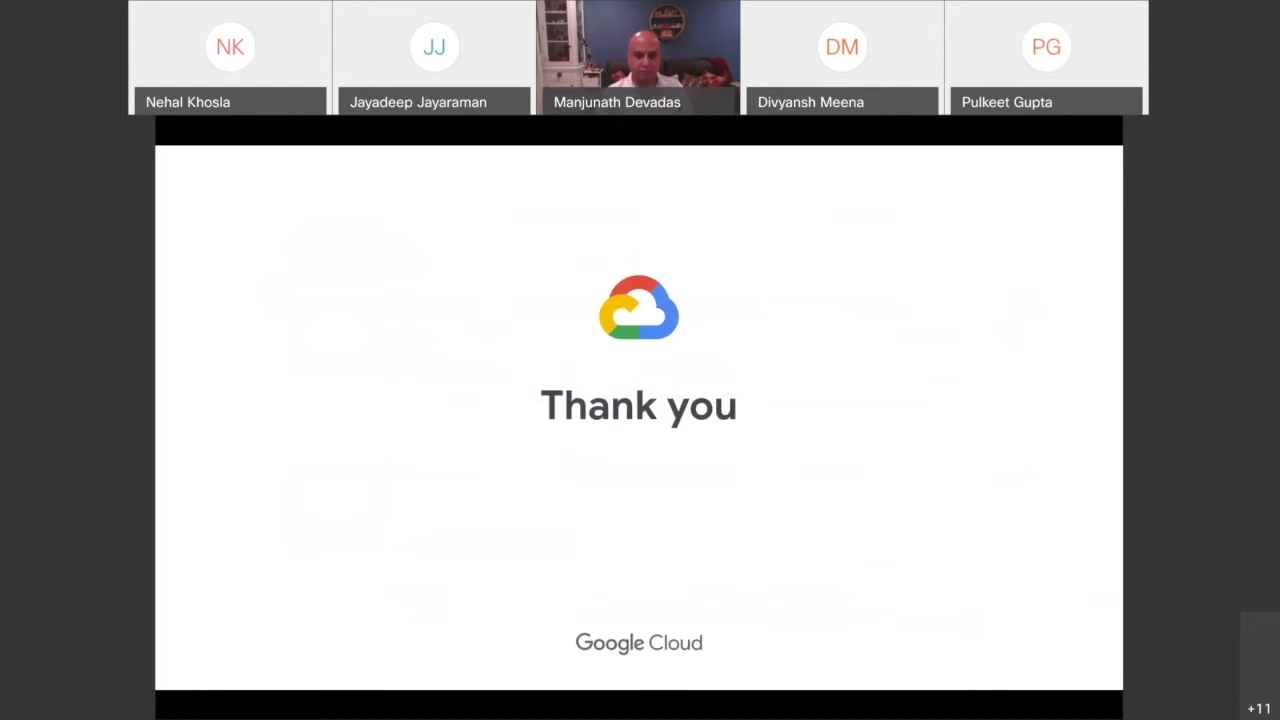 NK
JJ
DM
PG
Nehal Khosla
Jayadeep Jayaraman
Manjunath Devadas
Divyansh Meena
Pulkeet Gupta
Thank you
Google Cloud
+11